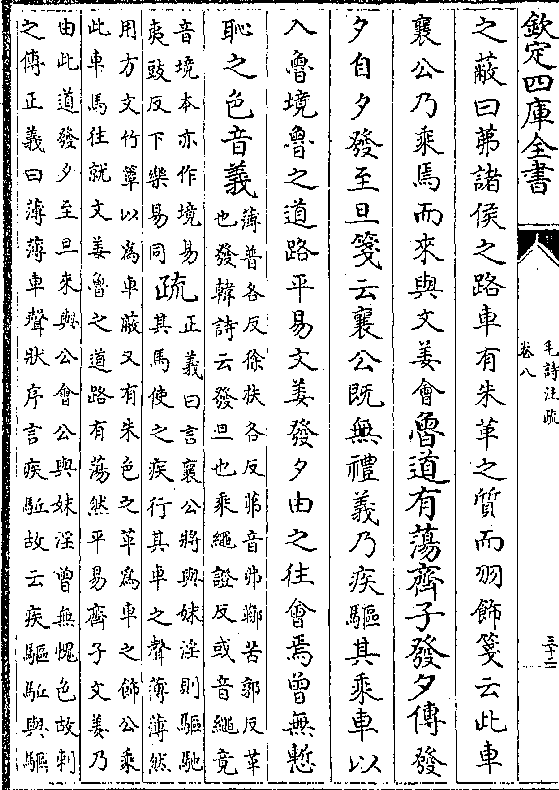 欽定四庫全書
毛詩注疏
卷八
三十二
之蔽曰茀諸侯之路車有朱革之質而羽飾箋云此車
襄公乃乘焉而來與文姜會魯道有蕩齊子發夕傳發
夕自夕發至旦箋云襄公既無禮義乃疾驅其乘車以
入魯境魯之道路平易文姜發夕由之往會焉曾無慙
恥之色音義薄普各反徐扶各反茀音弗鞹苦郭反革
也發韓詩云發旦也乘繩證反或音繩竟
音境本亦作境易
夷豉反下樂易同疏正義曰言襄公將與妹淫則驅馳
其馬使之疾行其車之聲薄薄然
用方文竹簟以為車蔽又有朱色之革為車之飾公乘
此車馬往就文姜魯之道路有蕩然平易齊子文姜乃
由此道發夕至旦來與公會公與妹淫曾無愧色故刺
之傳正義曰薄薄車聲狀序言疾驅故云疾驅驅與驅